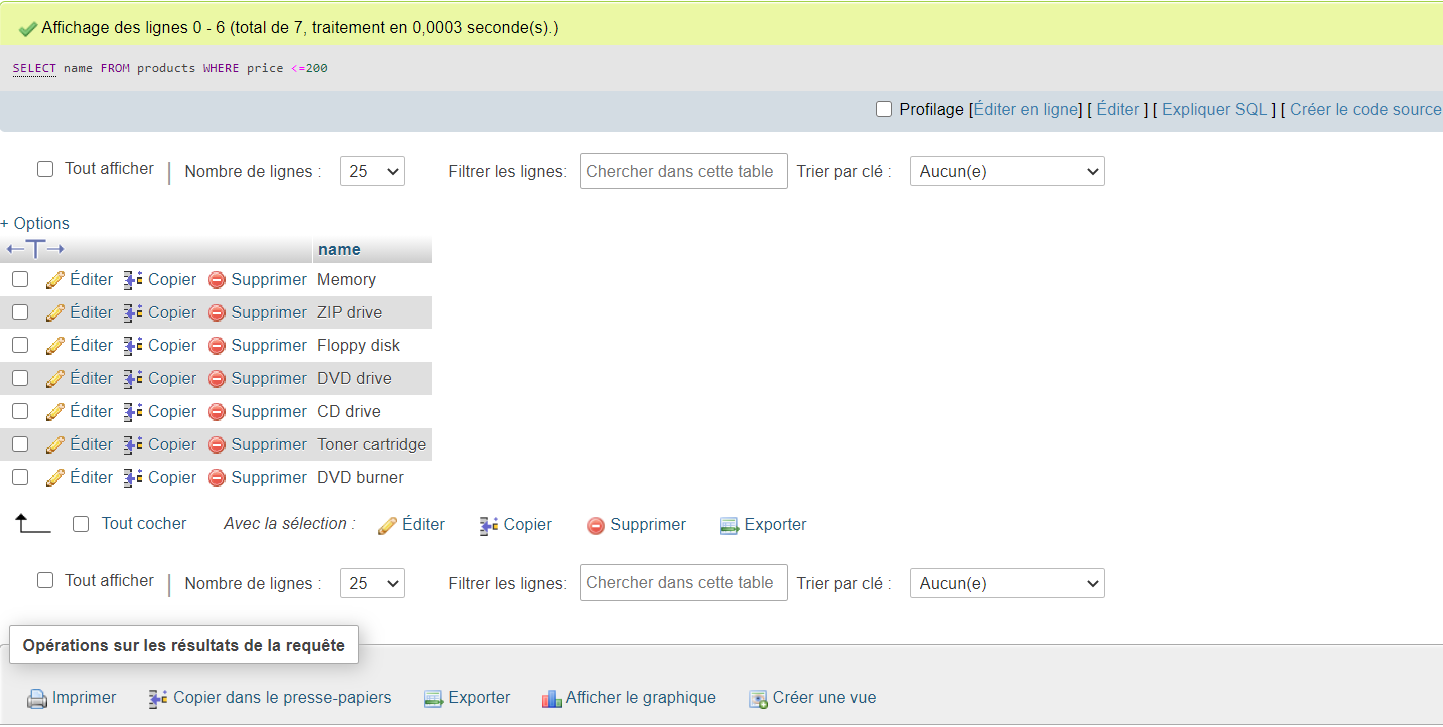 Affichage des lignes 0 - 6 (total de 7, traitement en 0,0003 seconde(s).)
SELECT name FROM products WHERE price <=200
Profilage [Éditer en ligne] [ Éditer ] [ Expliquer SQL ] [ Créer le code source
Tout afficher | Nombre de lignes : 25 Filtrer les lignes: Chercher dans cette table Trier par clé : Aucun(e)
+ Options
←T→ name
Éditer Copier Supprimer Memory
Éditer Copier Supprimer ZIP drive
Éditer Copier Supprimer Floppy disk
Éditer Copier Supprimer DVD drive
Éditer Copier Supprimer CD drive
Éditer Copier Supprimer Toner cartridge
Éditer Copier Supprimer DVD burner
Tout cocher Avec la sélection : Éditer Copier Supprimer Exporter
Tout afficher | Nombre de lignes : 25 Filtrer les lignes: Chercher dans cette table Trier par clé : Aucun(e)
Opérations sur les résultats de la requête
Imprimer Copier dans le presse-papiers Exporter Afficher le graphique Créer une vue